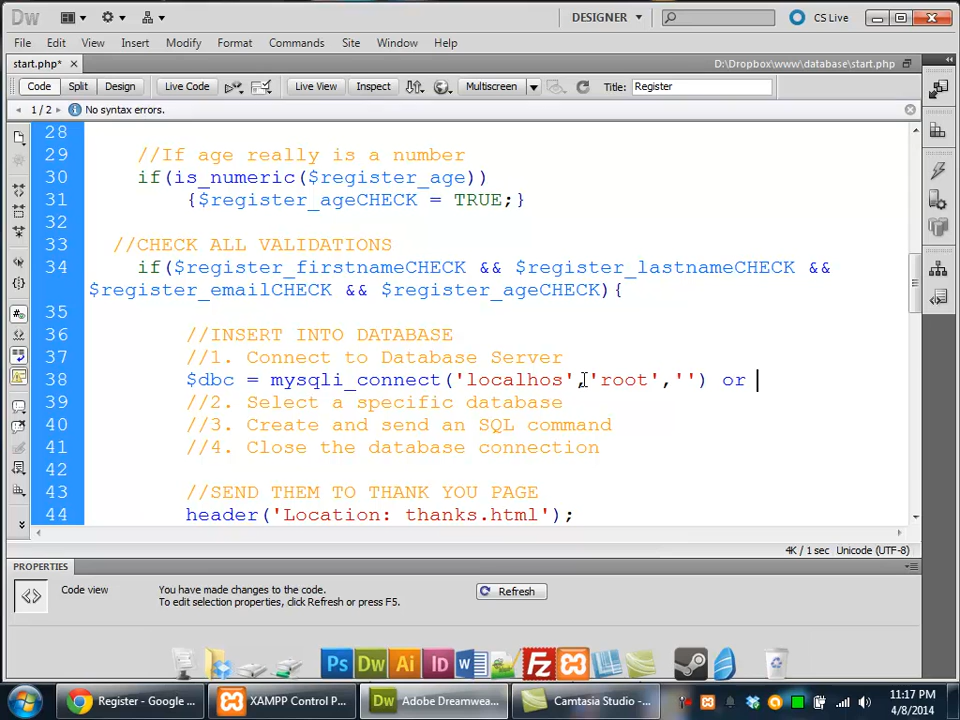 Dw
DESIGNER
CS Live
File Edit View Insert Modify Format Commands Site Window Help
start.php* D:\Dropbox\www\database\start.php
Code Split Design Live Code Live View Inspect Multiscreen Title: Register
1 / 2 No syntax errors.
28
29 //If age really is a number
30 if(is_numeric($register_age))
31 {$register_ageCHECK = TRUE;}
32
33 //CHECK ALL VALIDATIONS
34 if($register_firstnameCHECK && $register_lastnameCHECK &&
$register_emailCHECK && $register_ageCHECK){
35
36 //INSERT INTO DATABASE
37 //1. Connect to Database Server
38 $dbc = mysqli_connect('localhos','root','') or
39 //2. Select a specific database
40 //3. Create and send an SQL command
41 //4. Close the database connection
42
43 //SEND THEM TO THANK YOU PAGE
44 header('Location: thanks.html');
4K / 1 sec Unicode (UTF-8)
PROPERTIES
Code view You have made changes to the code. Refresh
To edit selection properties, click Refresh or press F5.
Ps Dw Ai Id W Fz
Register - Google ... XAMPP Control P... Adobe Dreamwea... Camtasia Studio - ... 11:17 PM
4/8/2014